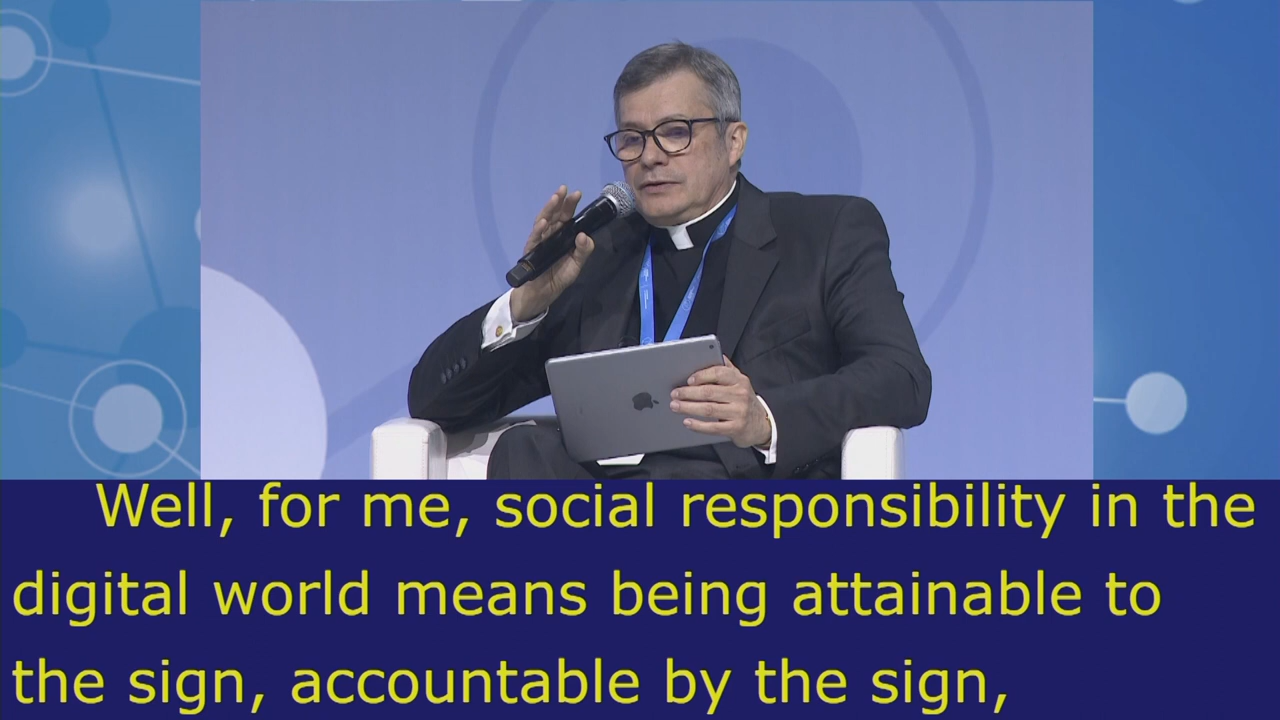 Well, for me, social responsibility in the
digital world means being attainable to
the sign, accountable by the sign,